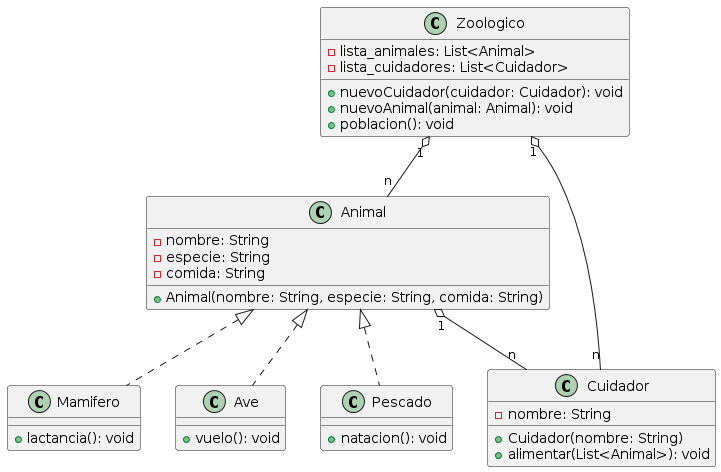 C Zoologico
lista_animales: List<Animal>
lista_cuidadores: List<Cuidador>
nuevoCuidador(cuidador: Cuidador): void
nuevoAnimal(animal: Animal): void
poblacion(): void
1
1
n
C Animal
nombre: String
especie: String
comida: String
Animal(nombre: String, especie: String, comida: String)
1
n
n
C Mamifero
lactancia(): void
C Ave
vuelo(): void
C Pescado
natacion(): void
C Cuidador
nombre: String
Cuidador(nombre: String)
alimentar(List<Animal>): void